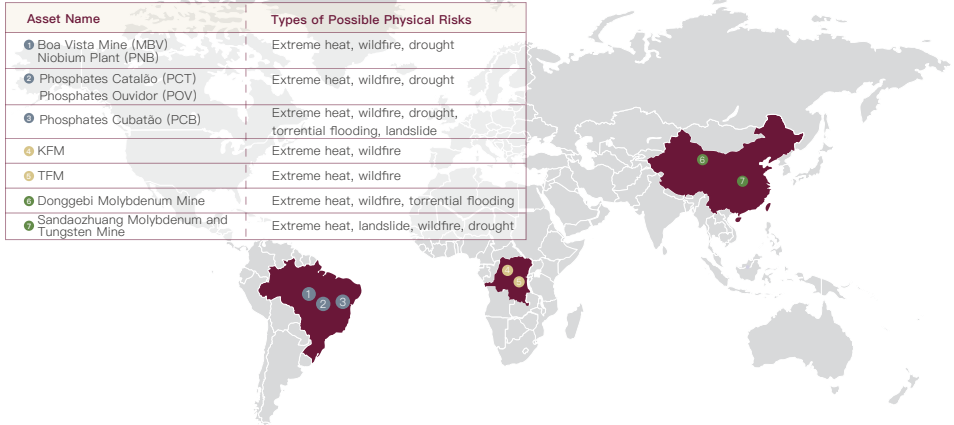 Asset Name
Types of Possible Physical Risks
1 Boa Vista Mine (MBV)
Niobium Plant (PNB)
Extreme heat, wildfire, drought
2 Phosphates Catalão (PCT)
Phosphates Ouvidor (POV)
Extreme heat, wildfire, drought
3 Phosphates Cubatão (PCB)
Extreme heat, wildfire, drought,
torrential flooding, landslide
4 KFM
Extreme heat, wildfire
5 TFM
Extreme heat, wildfire
6 Donggebi Molybdenum Mine
Extreme heat, wildfire, torrential flooding
7 Sandaozhuang Molybdenum and
Tungsten Mine
Extreme heat, landslide, wildfire, drought
6
7
4
5
1
2
3